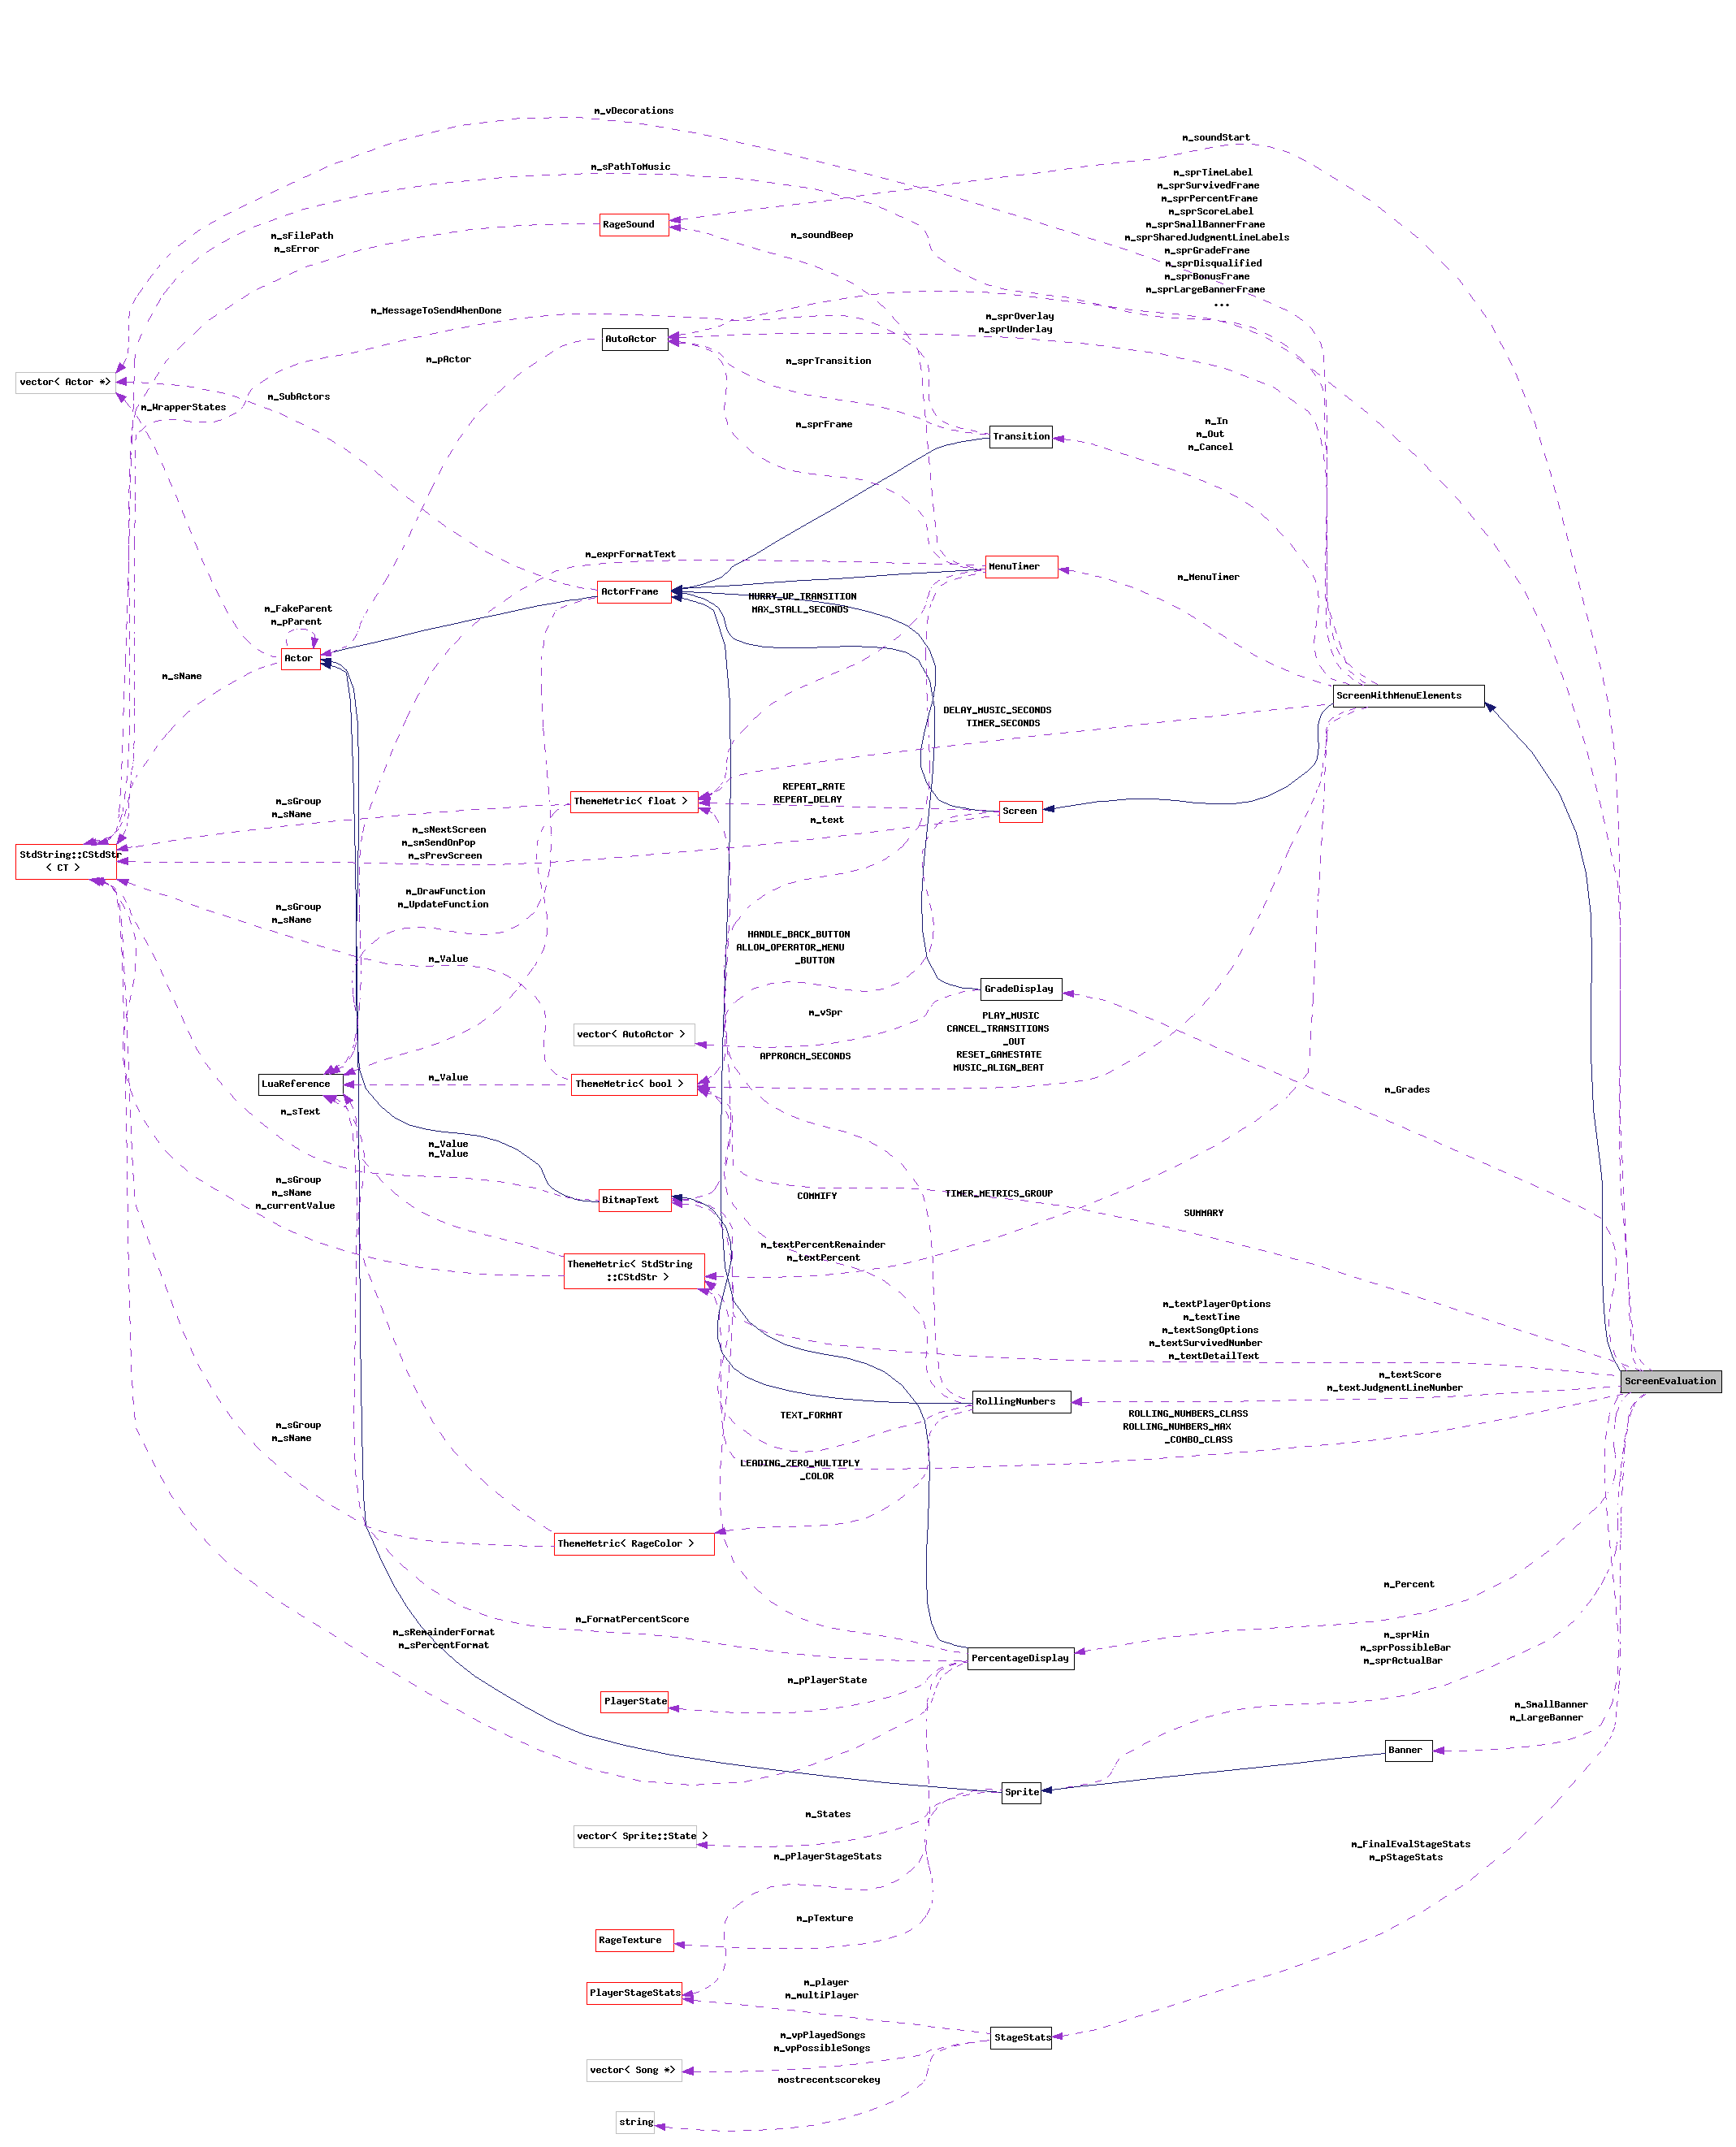 m_vDecorations
m_soundStart
m_sPathToMusic
m_sprTimeLabel
m_sprSurvivedFrame
m_sprPercentFrame
m_sprScoreLabel
m_sprSmallBannerFrame
m_sprSharedJudgmentLineLabels
m_sprGradeFrame
m_sprDisqualified
m_sprBonusFrame
m_sprLargeBannerFrame
...
RageSound
m_sFilePath
m_sError
m_soundBeep
m_MessageToSendWhenDone
m_sprOverlay
m_sprUnderlay
AutoActor
m_pActor
m_sprTransition
vector< Actor *>
m_SubActors
m_WrapperStates
m_sprFrame
Transition
m_In
m_Out
m_Cancel
m_exprFormatText
MenuTimer
m_MenuTimer
ActorFrame
HURRY_UP_TRANSITION
MAX_STALL_SECONDS
m_FakeParent
m_pParent
Actor
m_sName
ScreenWithMenuElements
DELAY_MUSIC_SECONDS
TIMER_SECONDS
m_sGroup
m_sName
ThemeMetric< float >
REPEAT_RATE
REPEAT_DELAY
Screen
m_text
m_sNextScreen
m_smSendOnPop
m_sPrevScreen
StdString::CStdStr
< CT >
m_DrawFunction
m_UpdateFunction
m_sGroup
m_sName
m_Value
HANDLE_BACK_BUTTON
ALLOW_OPERATOR_MENU
_BUTTON
GradeDisplay
m_vSpr
vector< AutoActor >
PLAY_MUSIC
CANCEL_TRANSITIONS
_OUT
RESET_GAMESTATE
MUSIC_ALIGN_BEAT
APPROACH_SECONDS
LuaReference
m_Value
ThemeMetric< bool >
m_Grades
m_sText
m_Value
m_Value
m_sGroup
m_sName
m_currentValue
BitmapText
COMMIFY
TIMER_METRICS_GROUP
SUMMARY
m_textPercentRemainder
m_textPercent
ThemeMetric< StdString
::CStdStr >
m_textPlayerOptions
m_textTime
m_textSongOptions
m_textSurvivedNumber
m_textDetailText
ScreenEvaluation
m_textScore
m_textJudgmentLineNumber
RollingNumbers
TEXT_FORMAT
ROLLING_NUMBERS_CLASS
ROLLING_NUMBERS_MAX
_COMBO_CLASS
m_sGroup
m_sName
LEADING_ZERO_MULTIPLY
_COLOR
ThemeMetric< RageColor >
m_Percent
m_FormatPercentScore
m_sRemainderFormat
m_sPercentFormat
m_sprWin
m_sprPossibleBar
m_sprActualBar
PercentageDisplay
m_pPlayerState
PlayerState
m_SmallBanner
m_LargeBanner
Banner
Sprite
m_States
vector< Sprite::State >
m_pPlayerStageStats
m_FinalEvalStageStats
m_pStageStats
m_pTexture
RageTexture
PlayerStageStats
m_player
m_multiPlayer
StageStats
m_vpPlayedSongs
m_vpPossibleSongs
vector< Song *>
mostrecentscorekey
string